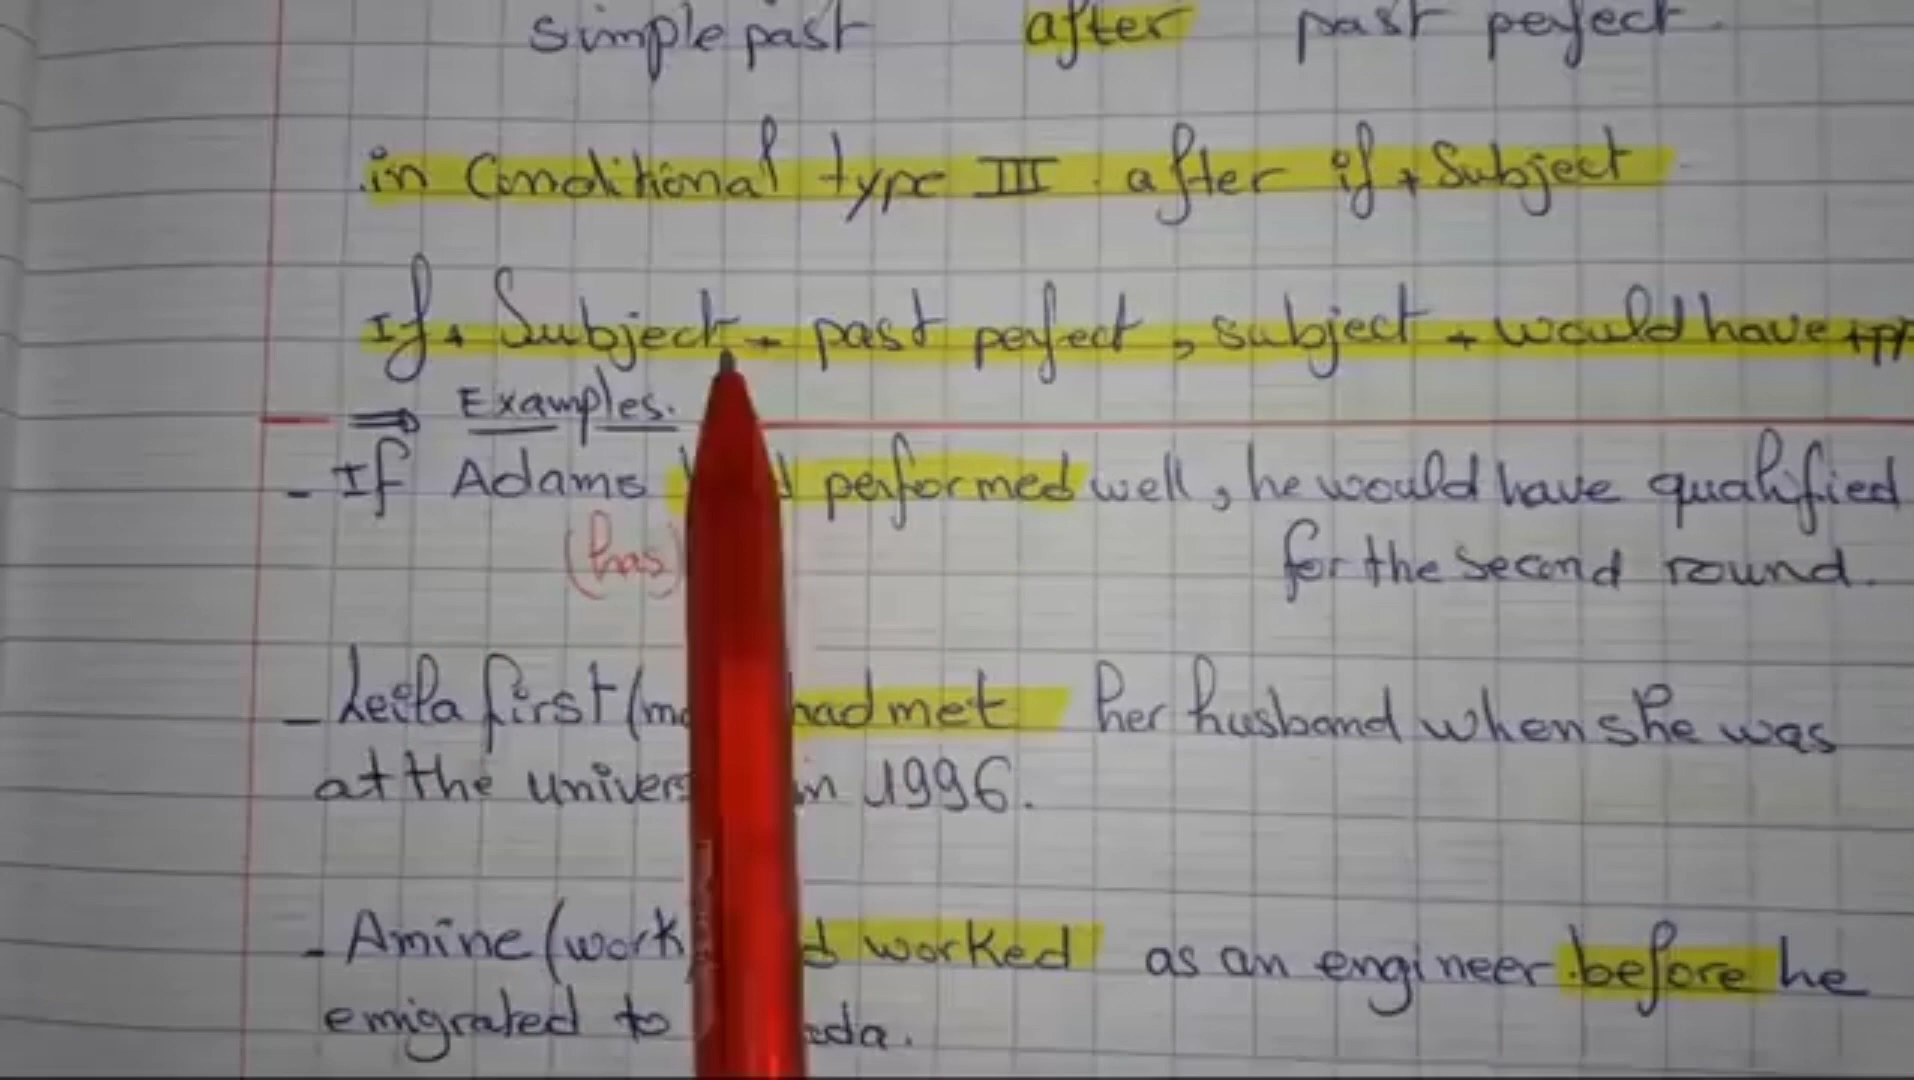 simple past after past perfect.
in Conditional type III. after if + Subject
If + Subject + past perfect, subject + would have + pp
⇒ Examples.
- If Adams performed well, he would have qualified
(has) for the second round.
- Leila first ( had met her husband when she was
at the in 1996.
- Amine (work) worked as an engineer before he
emigrated to